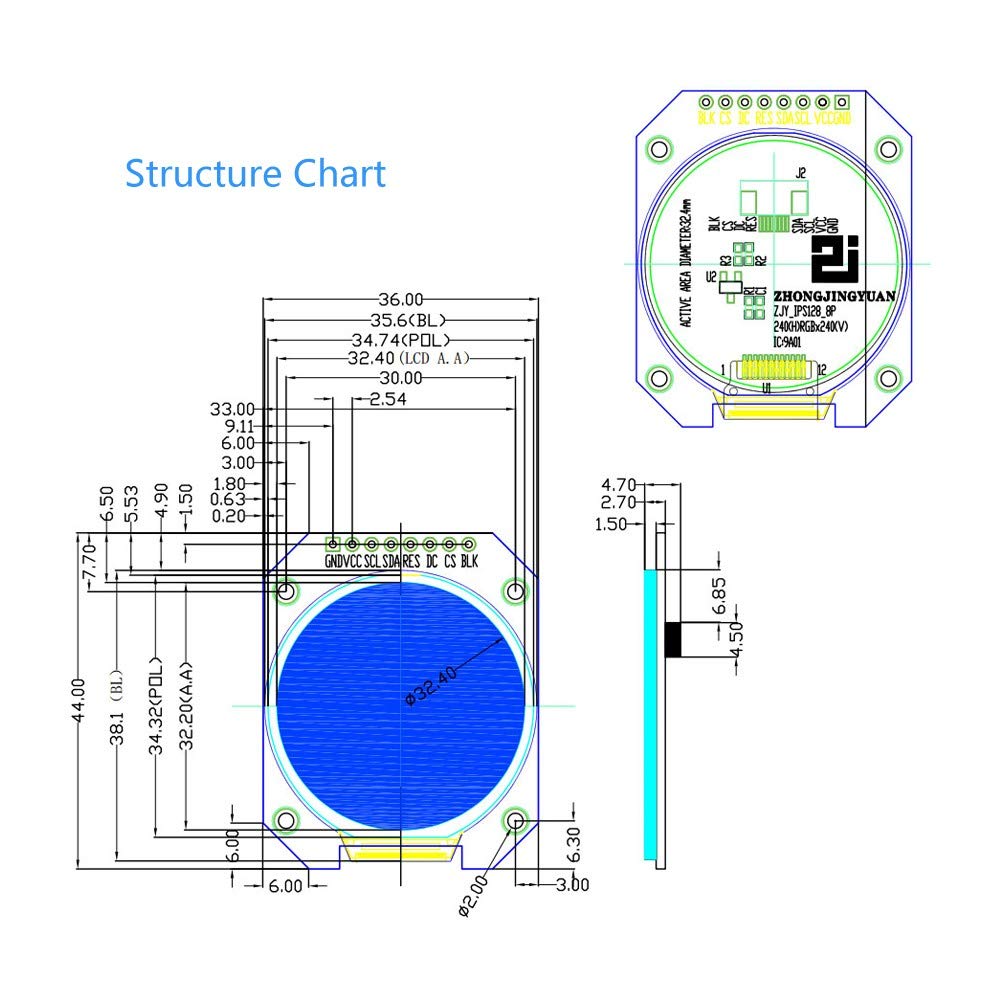 Structure Chart
BLK CS DC RES SDA SCL VCC GND
J2
BLK
CS
DC
RES
SDA
SCL
VCC
GND
ACTIVE AREA DIAMETER32.4mm
R3
R2
U2
R1
C1
ZHONGJINGYUAN
ZJY_IPS128_8P
240(H)RGBx240(V)
IC:9A01
1
12
U1
36.00
35.6(BL)
34.74(POL)
32.40(LCD A.A)
30.00
2.54
33.00
9.11
6.00
3.00
1.80
0.63
0.20
7.70
6.50
5.53
4.90
1.50
GND VCC SCL SDA RES DC CS BLK
ø32.40
44.00
38.1 (BL)
34.32(POL)
32.20(A.A)
6.00
6.00
ø2.00
6.30
3.00
4.70
2.70
1.50
6.85
4.50